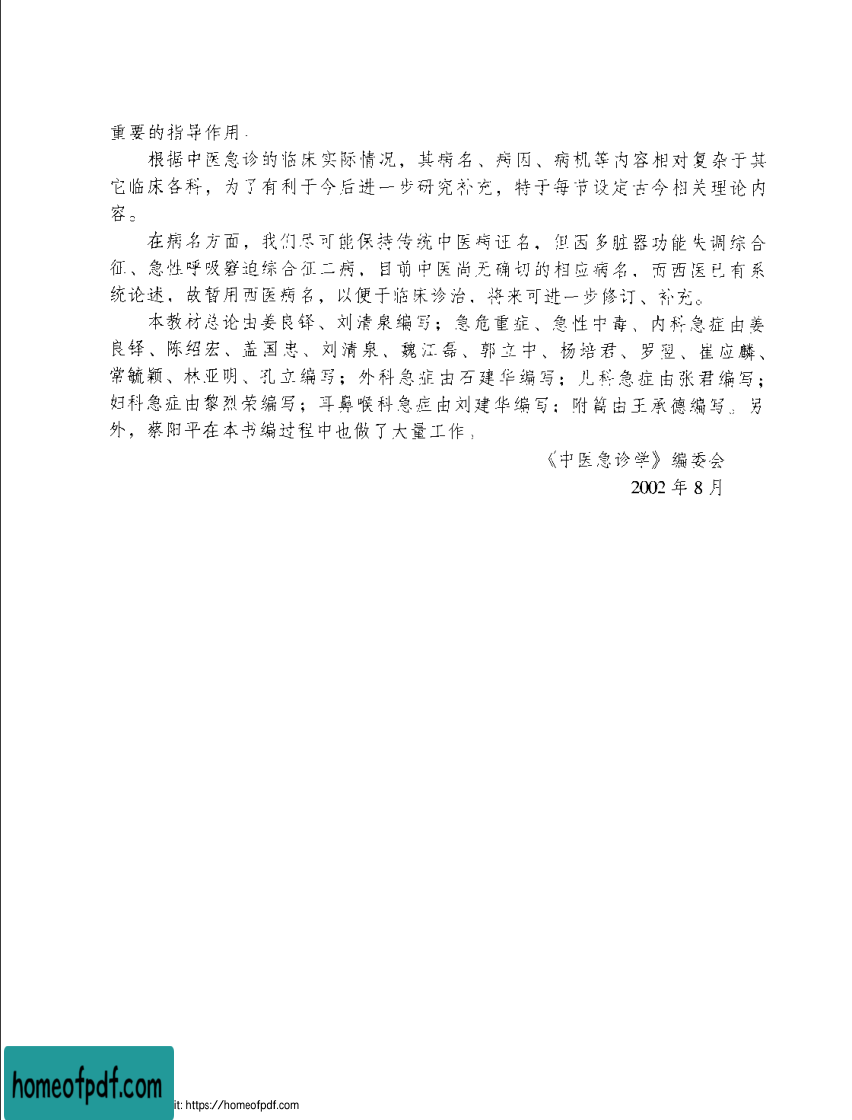 重要的指导作用.
根据中医急诊的临床实际情况，其病名、病因、病机等内容相对复杂于其
它临床各科，为了有利于今后进一步研究补充，特于每节设定古今相关理论内
容。
在病名方面，我们尽可能保持传统中医病证名，但因多脏器功能失调综合
征、急性呼吸窘迫综合征二病，目前中医尚无确切的相应病名，而西医已有系
统论述，故暂用西医病名，以便于临床诊治，将来可进一步修订、补充。
本教材总论由姜良铎、刘清泉编写；急危重症、急性中毒、内科急症由姜
良铎、陈绍宏、盖国忠、刘清泉、魏江磊、郭立中、杨培君、罗翌、崔应麟、
常毓颖、林亚明、孔立编写；外科急症由石建华编写；儿科急症由张君编写；
妇科急症由黎烈荣编写；耳鼻喉科急症由刘建华编写；附篇由王承德编写。另
外，蔡阳平在本书编过程中也做了大量工作。
《中医急诊学》编委会
2002 年 8 月
homeofpdf.com
it: https://homeofpdf.com